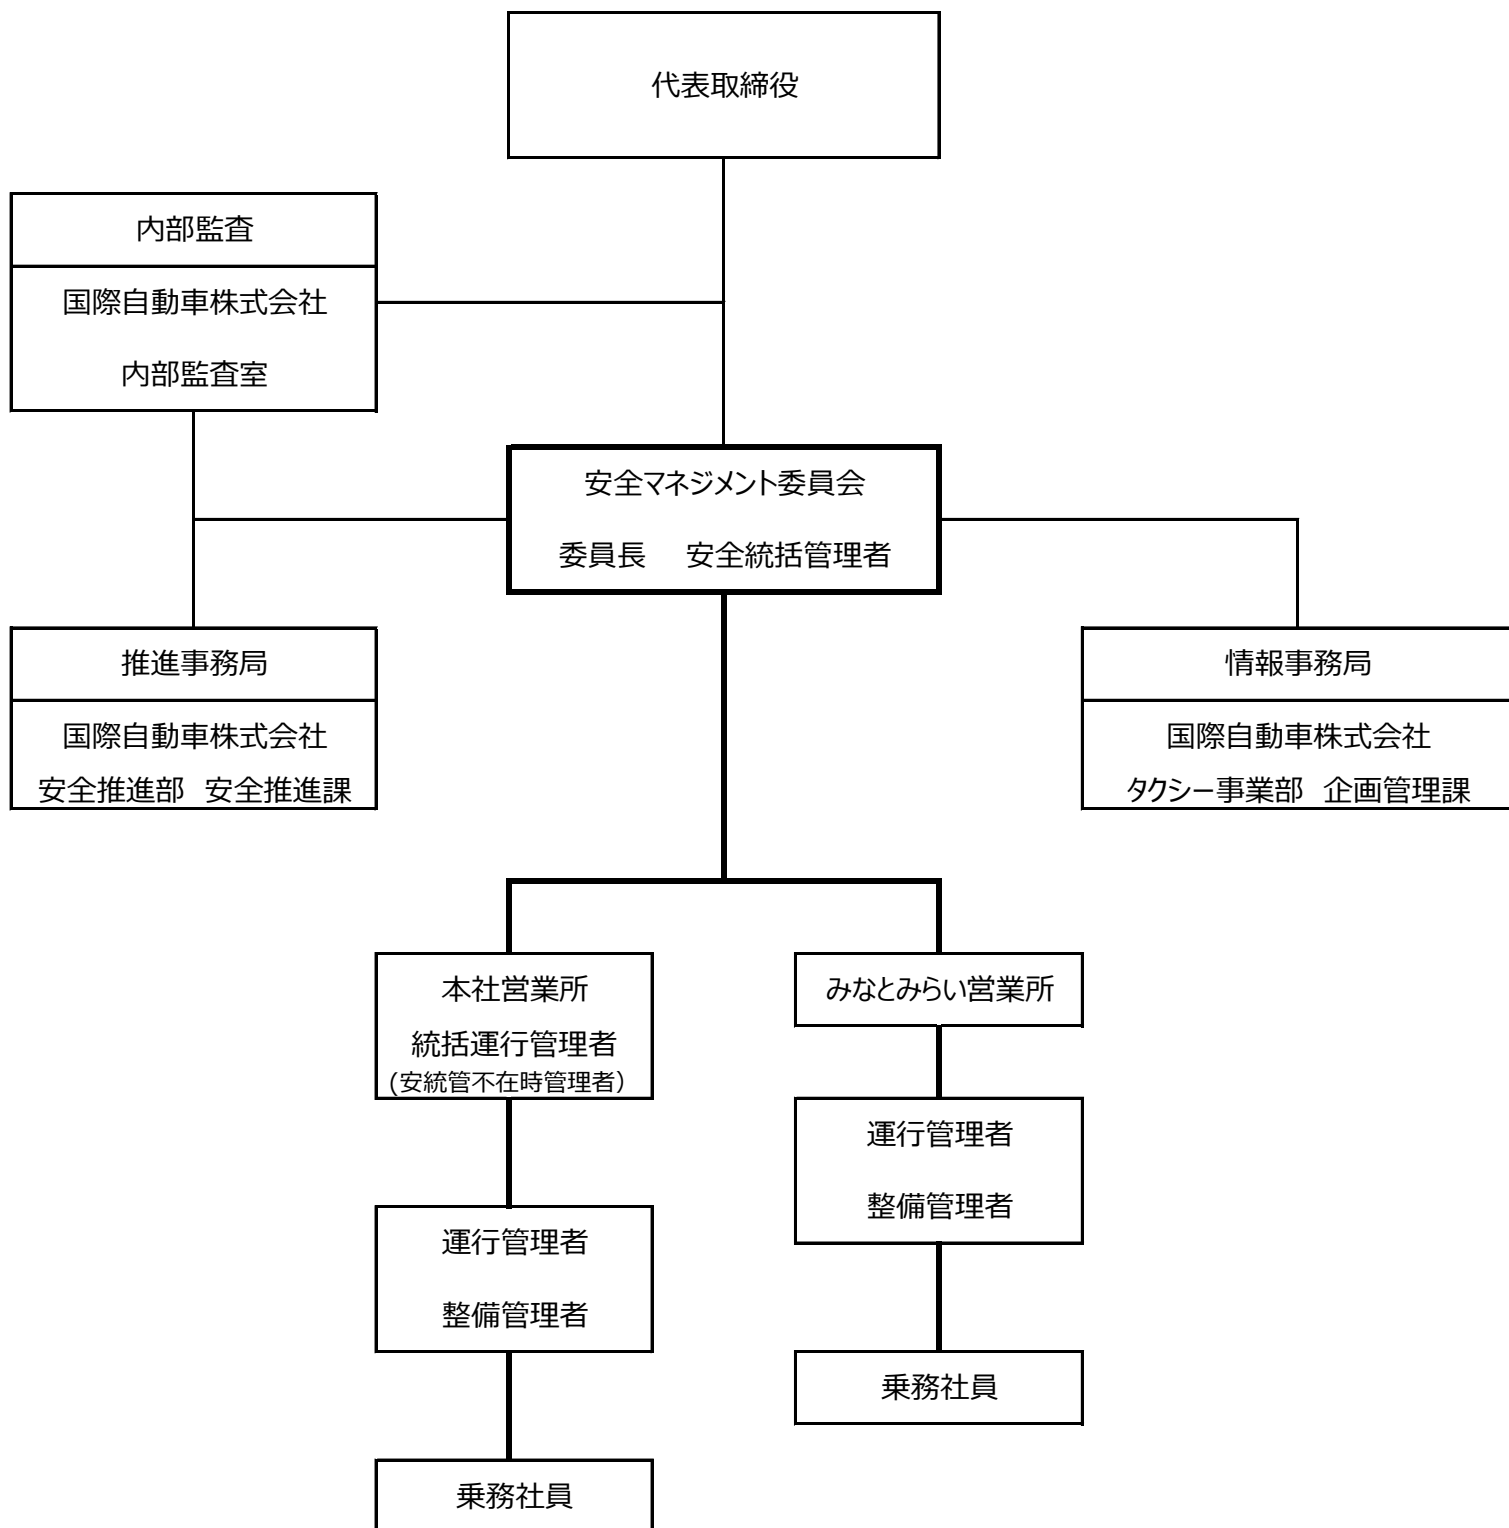 代表取締役
内部監査
国際自動車株式会社
内部監査室
安全マネジメント委員会
委員長　安全統括管理者
推進事務局
国際自動車株式会社
安全推進部　安全推進課
情報事務局
国際自動車株式会社
タクシー事業部　企画管理課
本社営業所
統括運行管理者
(安統管不在時管理者）
運行管理者
整備管理者
乗務社員
みなとみらい営業所
運行管理者
整備管理者
乗務社員